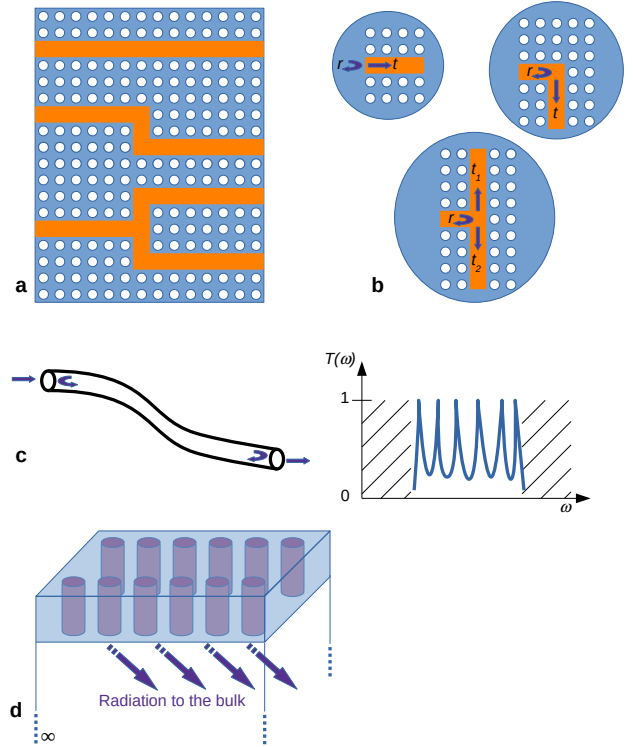 a
r
t
r
t
t1
r
t2
b
c
T(ω)
1
0
ω
Radiation to the bulk
d
∞